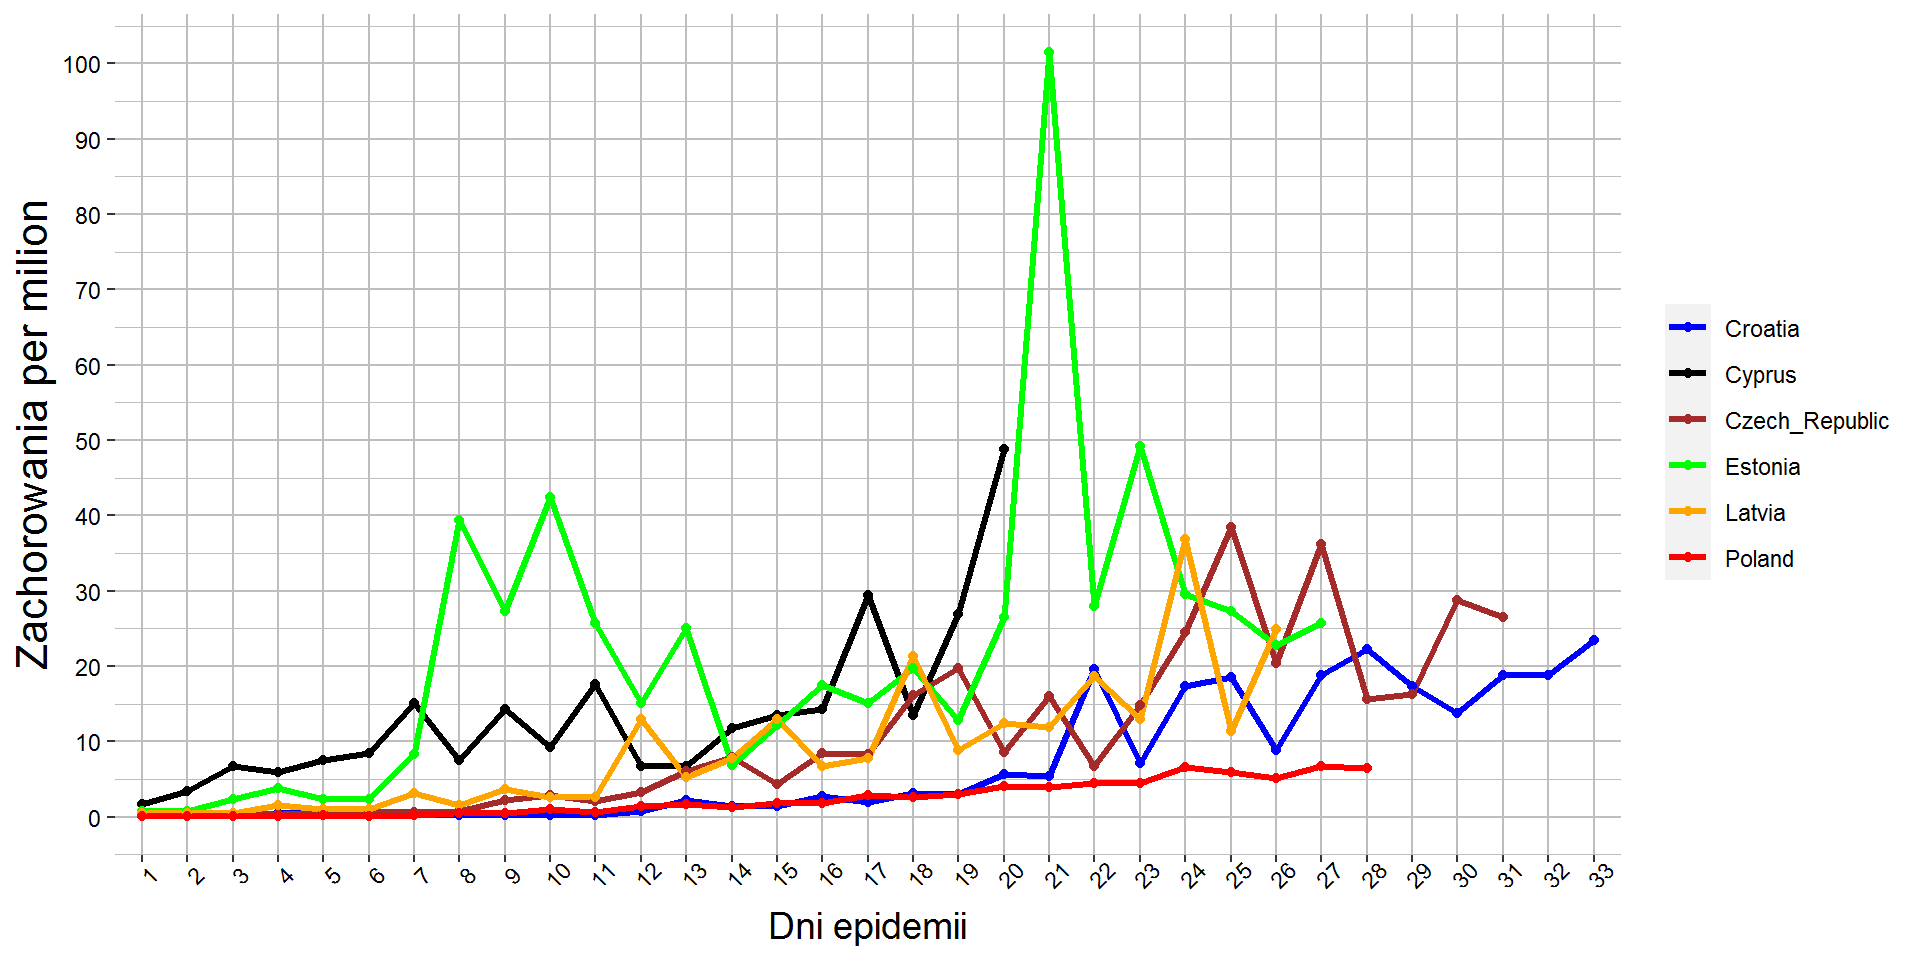 Zachorowania per milion
100
90
80
70
60
50
40
30
20
10
0
1 2 3 4 5 6 7 8 9 10 11 12 13 14 15 16 17 18 19 20 21 22 23 24 25 26 27 28 29 30 31 32 33
Dni epidemii
Croatia
Cyprus
Czech_Republic
Estonia
Latvia
Poland